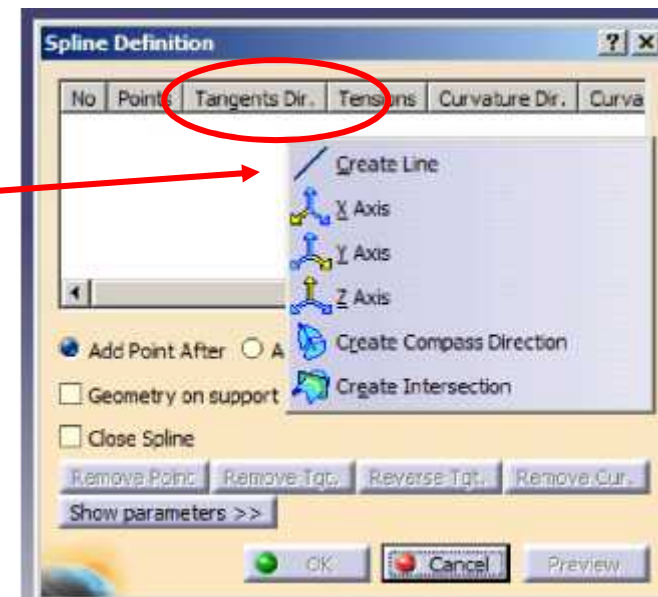 Spline Definition
No Points Tangents Dir. Tensions Curvature Dir. Curva
Create Line
X Axis
Y Axis
Z Axis
Add Point After A
Create Compass Direction
Geometry on support
Create Intersection
Close Spline
Remove Point Remove Tgt. Reverse Tgt. Remove Cur.
Show parameters >>
OK Cancel Preview